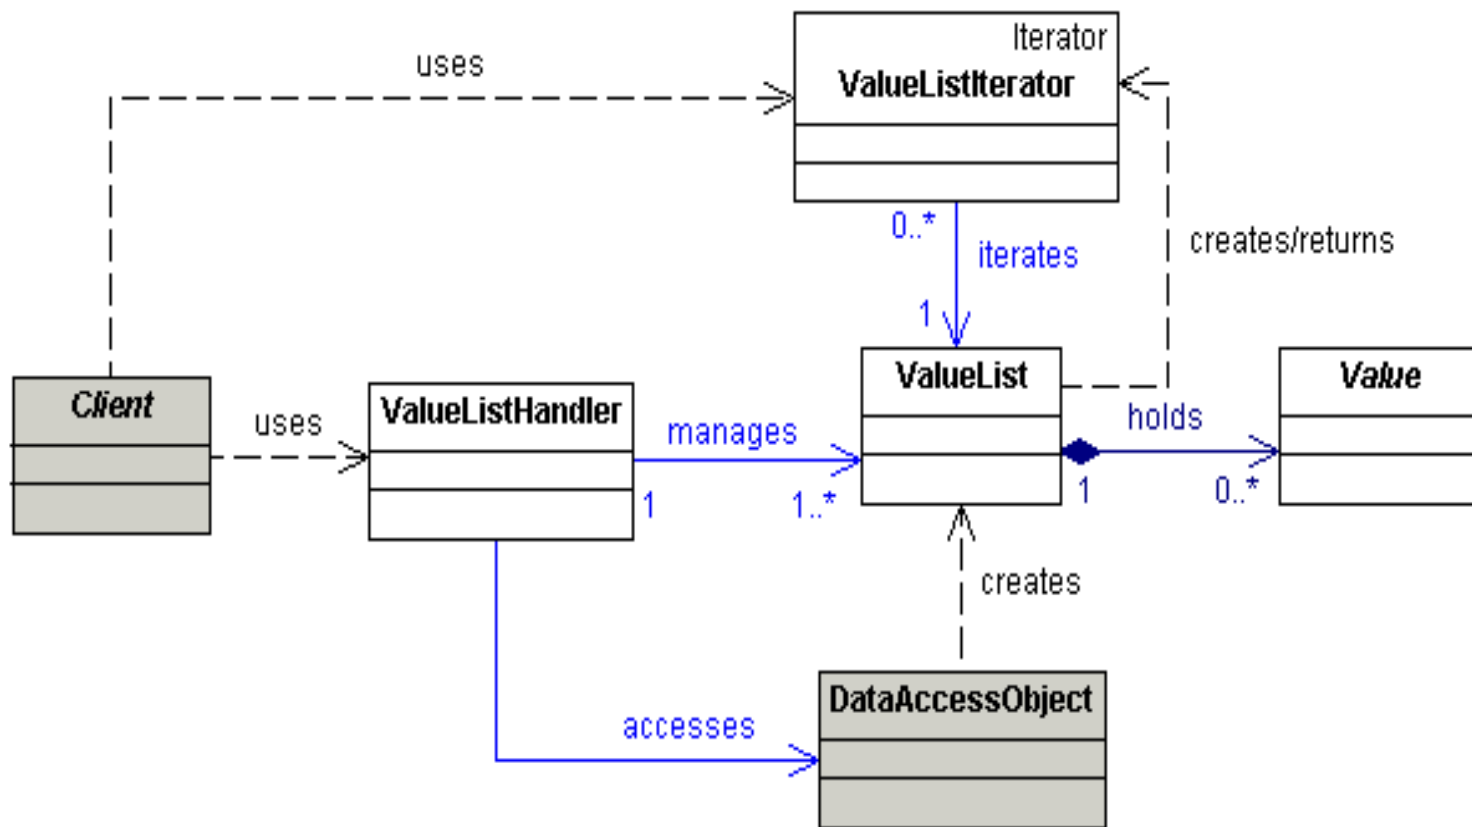 Iterator
uses
ValueListIterator
0..*
iterates
creates/returns
1
Client
ValueListHandler
ValueList
Value
uses
manages
holds
1
1..*
1
0..*
creates
DataAccessObject
accesses